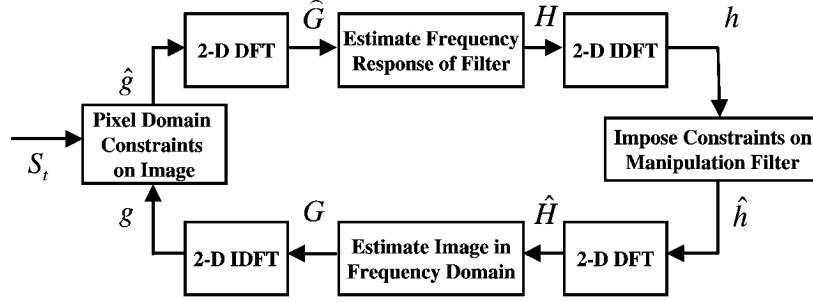 Ĝ
H
h
2-D DFT
Estimate Frequency
Response of Filter
2-D IDFT
ĝ
Pixel Domain
Constraints
on Image
S_t
Impose Constraints on
Manipulation Filter
g
G
Ĥ
ĥ
2-D IDFT
Estimate Image in
Frequency Domain
2-D DFT